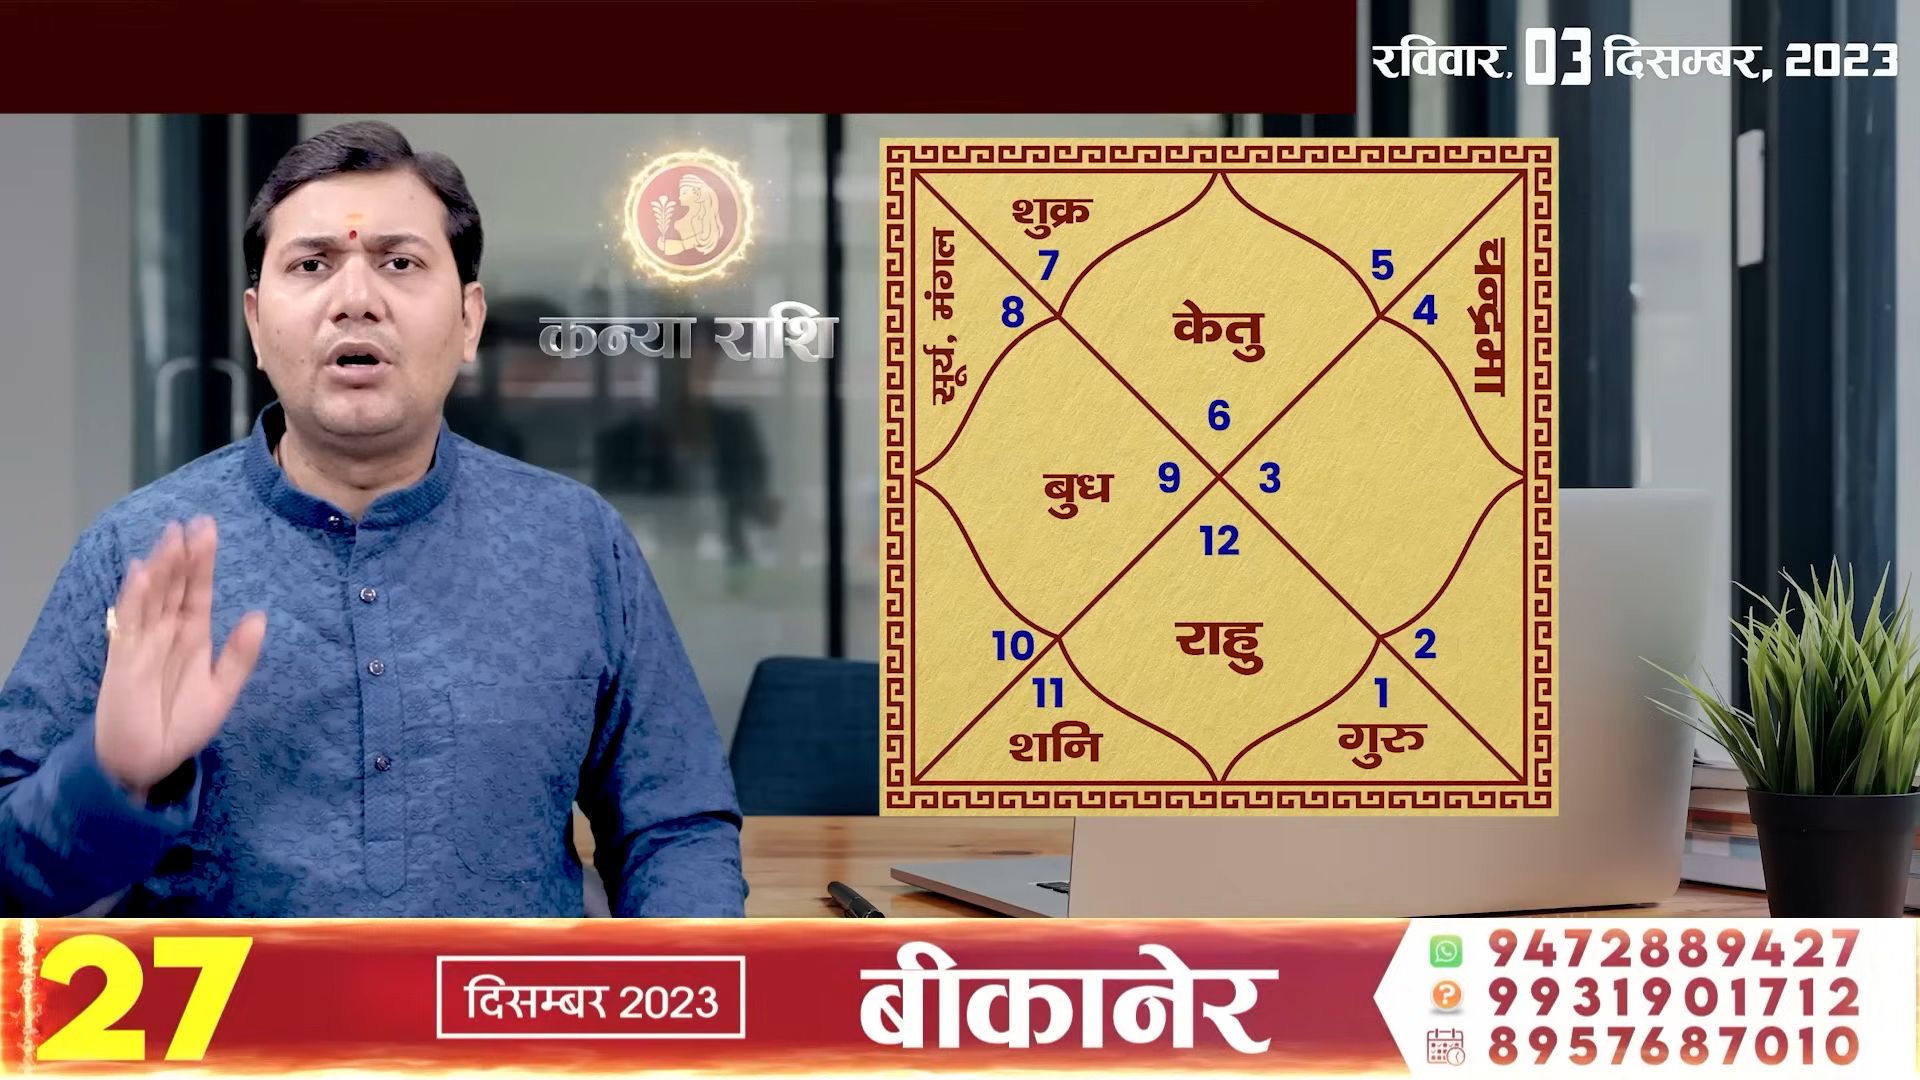 रविवार, 03 दिसम्बर, 2023
कन्या राशि
शुक्र
7
सूर्य, मंगल
8
केतु
6
5
4
चन्द्रमा
बुध
9
3
12
राहु
10
11
शनि
2
1
गुरु
27
दिसम्बर 2023
बीकानेर
9472889427
9931901712
8957687010